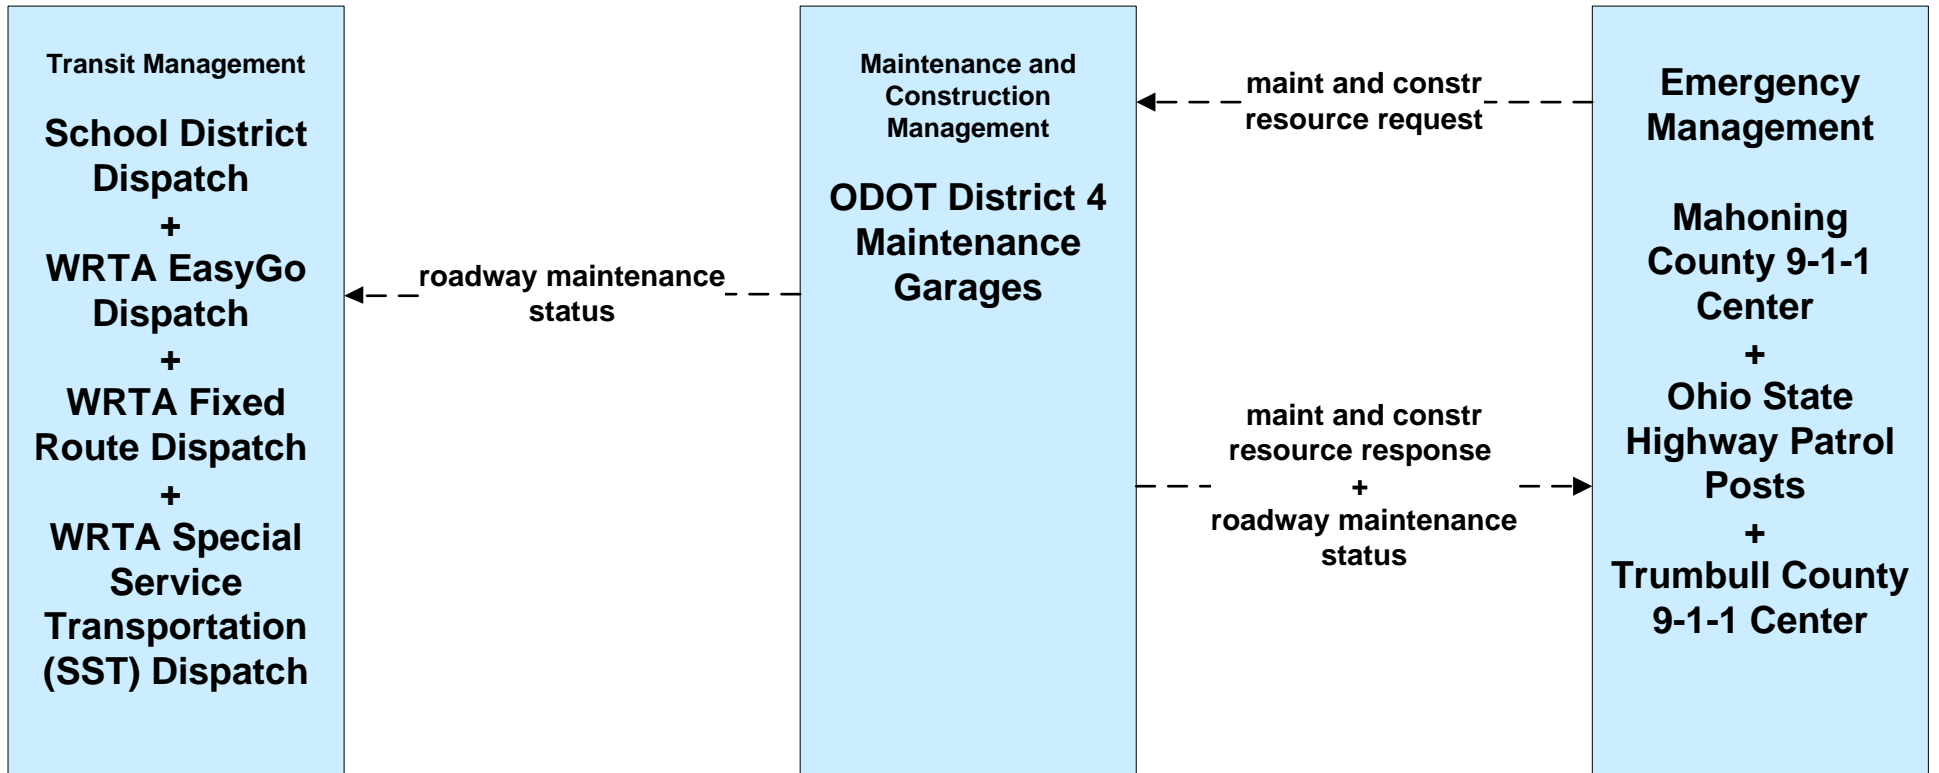 Transit Management
School District
Dispatch
+
WRTA EasyGo
Dispatch
+
WRTA Fixed
Route Dispatch
+
WRTA Special
Service
Transportation
(SST) Dispatch
roadway maintenance
status
Maintenance and
Construction
Management
ODOT District 4
Maintenance
Garages
maint and constr
resource request
maint and constr
resource response
+
roadway maintenance
status
Emergency
Management
Mahoning
County 9-1-1
Center
+
Ohio State
Highway Patrol
Posts
+
Trumbull County
9-1-1 Center